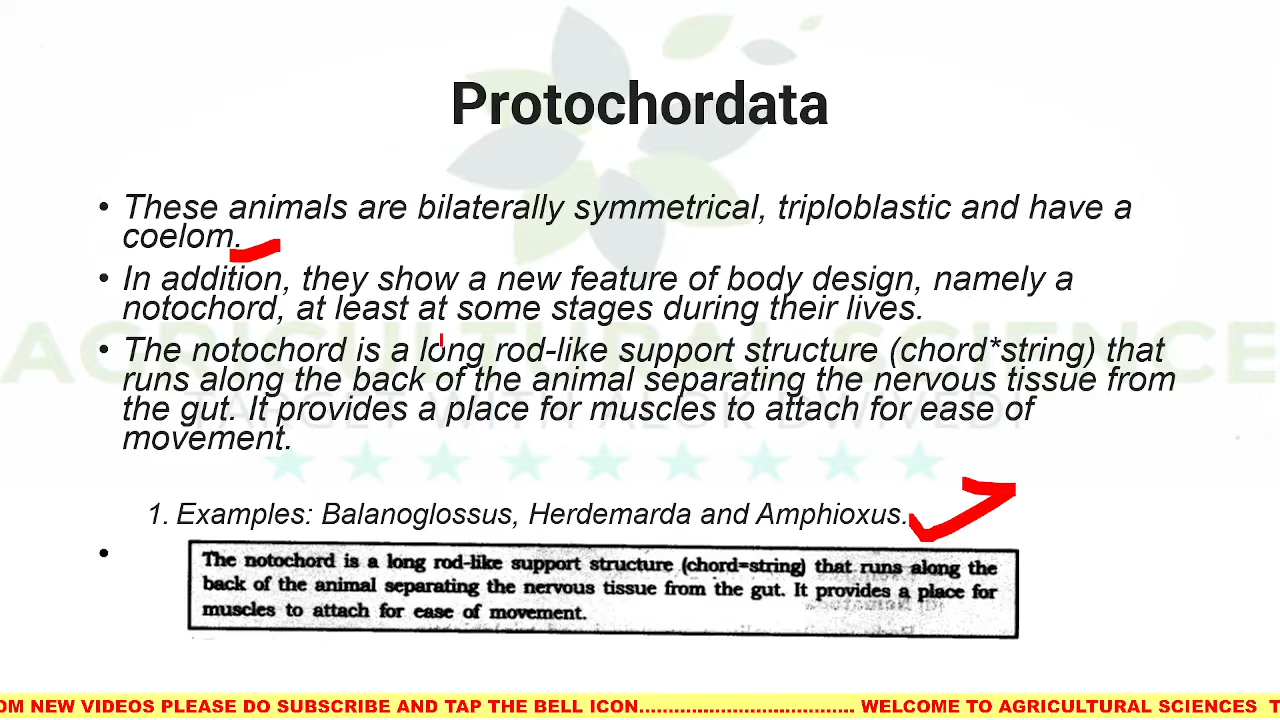 Protochordata
• These animals are bilaterally symmetrical, triploblastic and have a
coelom.
• In addition, they show a new feature of body design, namely a
notochord, at least at some stages during their lives.
• The notochord is a long rod-like support structure (chord*string) that
runs along the back of the animal separating the nervous tissue from
the gut. It provides a place for muscles to attach for ease of
movement.
1. Examples: Balanoglossus, Herdemarda and Amphioxus.
•
The notochord is a long rod-like support structure (chord=string) that runs along the
back of the animal separating the nervous tissue from the gut. It provides a place for
muscles to attach for ease of movement.
AGRICULTURAL SCIENCE
TARGET WITH ALOK DWIVEDI
OM NEW VIDEOS PLEASE DO SUBSCRIBE AND TAP THE BELL ICON....................................... WELCOME TO AGRICULTURAL SCIENCES T